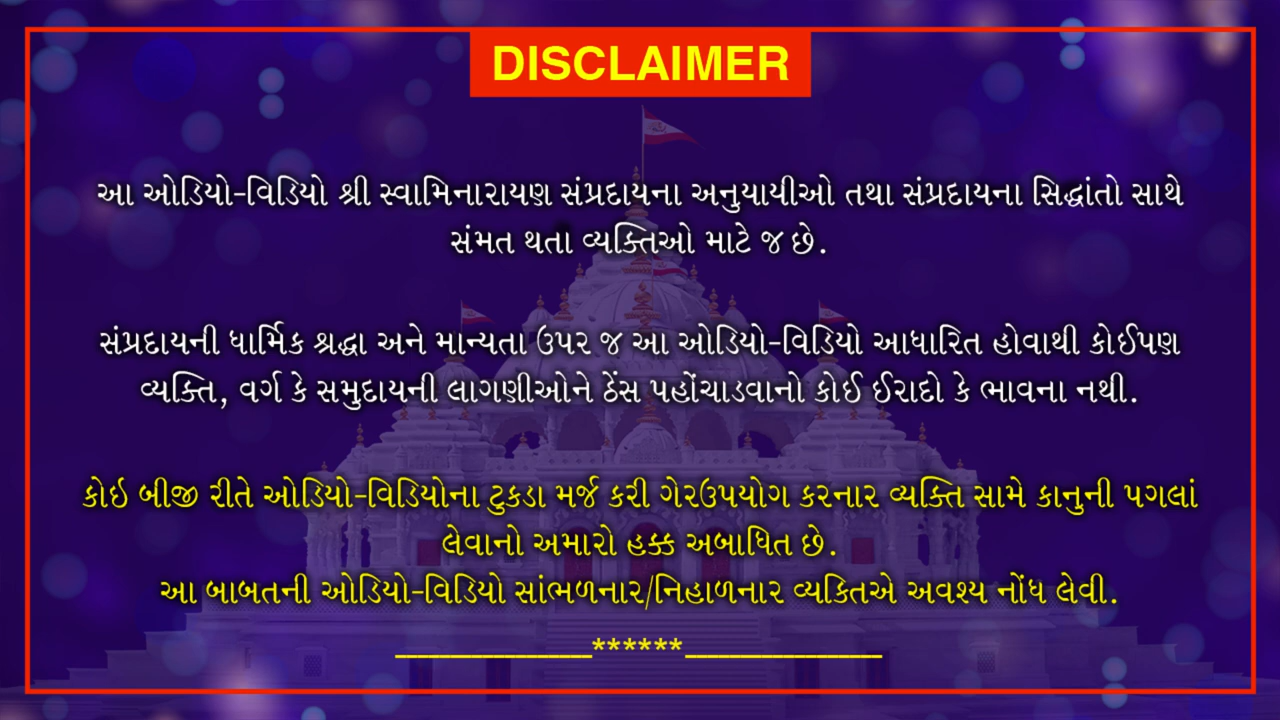 DISCLAIMER
આ ઓડિયો-વિડિયો શ્રી સ્વામિનારાયણ સંપ્રદાયના અનુયાયીઓ તથા સંપ્રદાયના સિદ્ધાંતો સાથે
સંમત થતા વ્યક્તિઓ માટે જ છે.
સંપ્રદાયની ધાર્મિક શ્રદ્ધા અને માન્યતા ઉપર જ આ ઓડિયો-વિડિયો આધારિત હોવાથી કોઈપણ
વ્યક્તિ, વર્ગ કે સમુદાયની લાગણીઓને ઠેંસ પહોંચાડવાનો કોઈ ઈરાદો કે ભાવના નથી.
કોઇ બીજી રીતે ઓડિયો-વિડિયોના ટુકડા મર્જ કરી ગેરઉપયોગ કરનાર વ્યક્તિ સામે કાનુની પગલાં
લેવાનો અમારો હક્ક અબાધિત છે.
આ બાબતની ઓડિયો-વિડિયો સાંભળનાર/નિહાળનાર વ્યકિતએ અવશ્ય નોંધ લેવી.
_______________******_______________